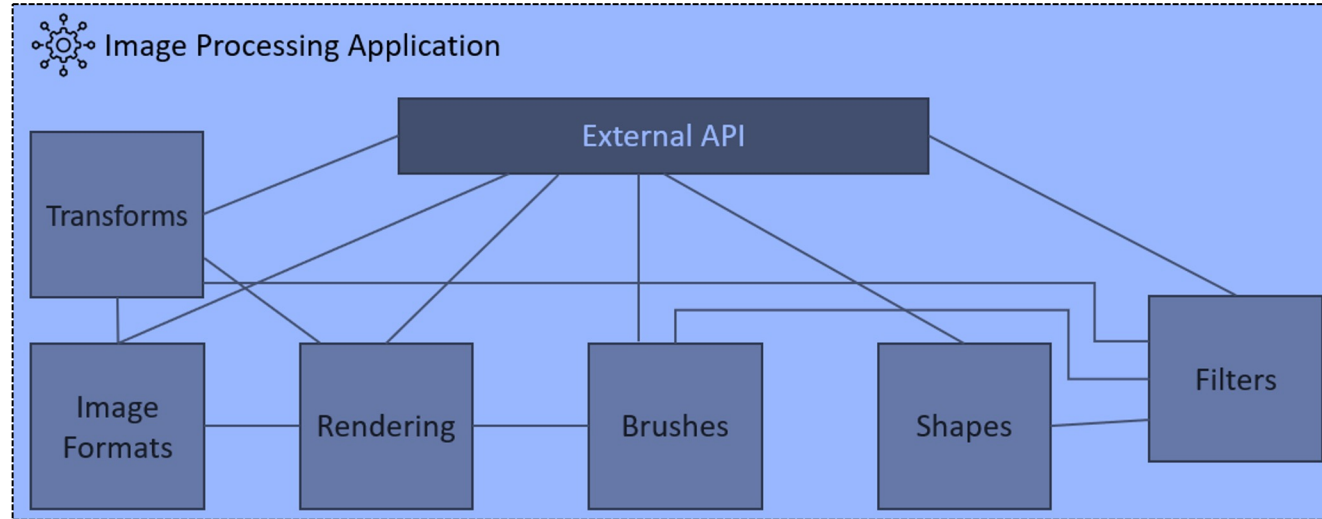 Image Processing Application
External API
Transforms
Image
Formats
Rendering
Brushes
Shapes
Filters